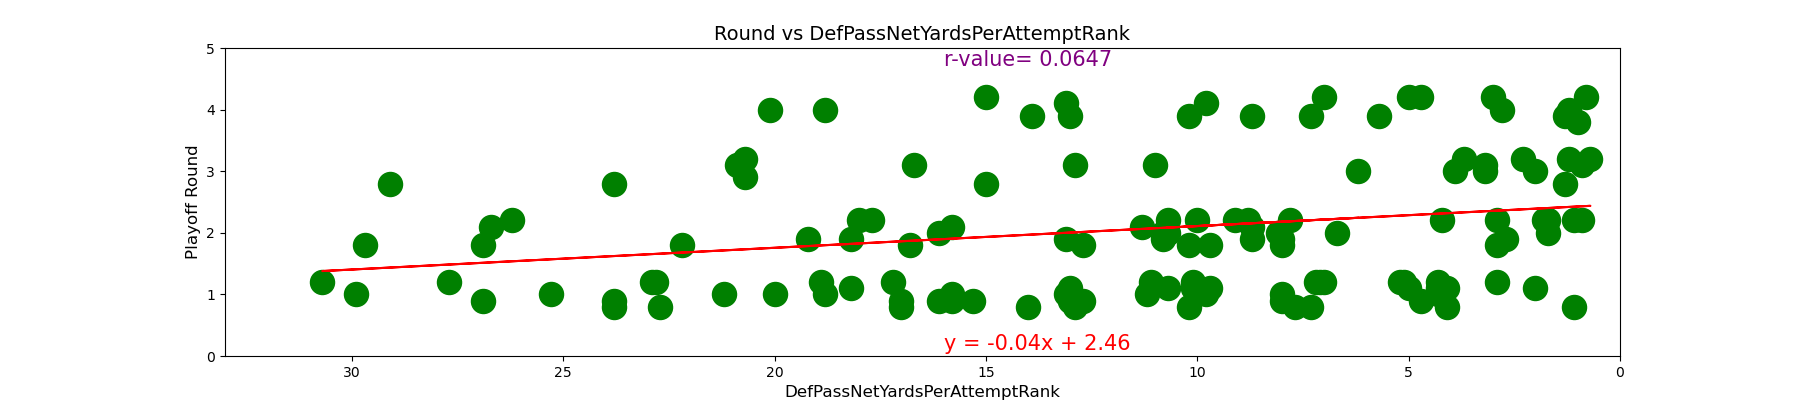 Round vs DefPassNetYardsPerAttemptRank
r-value= 0.0647
5
4
3
2
1
0
Playoff Round
y = -0.04x + 2.46
30 25 20 15 10 5 0
DefPassNetYardsPerAttemptRank